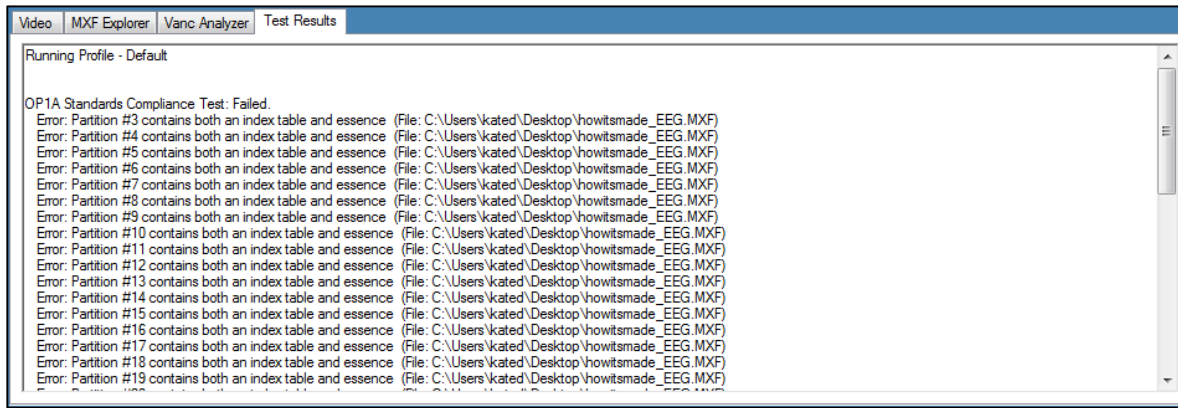 Video MXF Explorer Vanc Analyzer Test Results
Running Profile - Default
OP1A Standards Compliance Test: Failed.
Error: Partition #3 contains both an index table and essence (File: C:\Users\kated\Desktop\howitsmade_EEG.MXF)
Error: Partition #4 contains both an index table and essence (File: C:\Users\kated\Desktop\howitsmade_EEG.MXF)
Error: Partition #5 contains both an index table and essence (File: C:\Users\kated\Desktop\howitsmade_EEG.MXF)
Error: Partition #6 contains both an index table and essence (File: C:\Users\kated\Desktop\howitsmade_EEG.MXF)
Error: Partition #7 contains both an index table and essence (File: C:\Users\kated\Desktop\howitsmade_EEG.MXF)
Error: Partition #8 contains both an index table and essence (File: C:\Users\kated\Desktop\howitsmade_EEG.MXF)
Error: Partition #9 contains both an index table and essence (File: C:\Users\kated\Desktop\howitsmade_EEG.MXF)
Error: Partition #10 contains both an index table and essence (File: C:\Users\kated\Desktop\howitsmade_EEG.MXF)
Error: Partition #11 contains both an index table and essence (File: C:\Users\kated\Desktop\howitsmade_EEG.MXF)
Error: Partition #12 contains both an index table and essence (File: C:\Users\kated\Desktop\howitsmade_EEG.MXF)
Error: Partition #13 contains both an index table and essence (File: C:\Users\kated\Desktop\howitsmade_EEG.MXF)
Error: Partition #14 contains both an index table and essence (File: C:\Users\kated\Desktop\howitsmade_EEG.MXF)
Error: Partition #15 contains both an index table and essence (File: C:\Users\kated\Desktop\howitsmade_EEG.MXF)
Error: Partition #16 contains both an index table and essence (File: C:\Users\kated\Desktop\howitsmade_EEG.MXF)
Error: Partition #17 contains both an index table and essence (File: C:\Users\kated\Desktop\howitsmade_EEG.MXF)
Error: Partition #18 contains both an index table and essence (File: C:\Users\kated\Desktop\howitsmade_EEG.MXF)
Error: Partition #19 contains both an index table and essence (File: C:\Users\kated\Desktop\howitsmade_EEG.MXF)